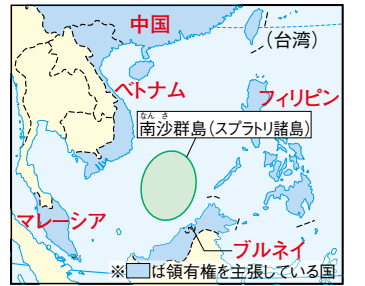 中国
(台湾)
ベトナム
フィリピン
なん さ
南沙群島(スプラトリ諸島)
マレーシア
ブルネイ
※ は領有権を主張している国